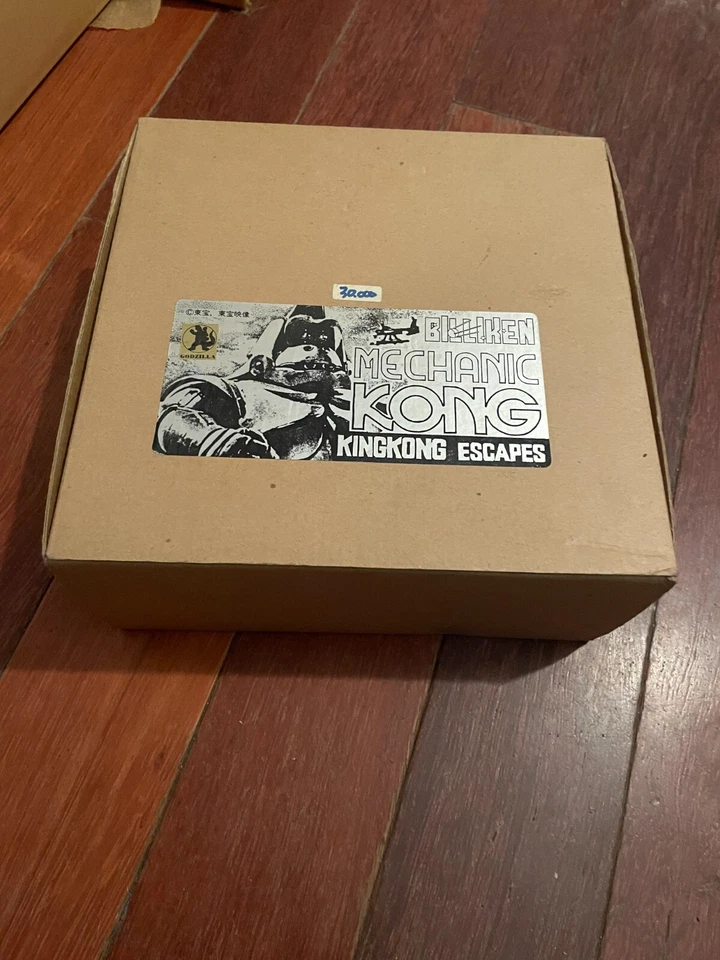 30,000
©東宝、東宝映像
GODZILLA
BILLIKEN
MECHANIC
KONG
KINGKONG ESCAPES